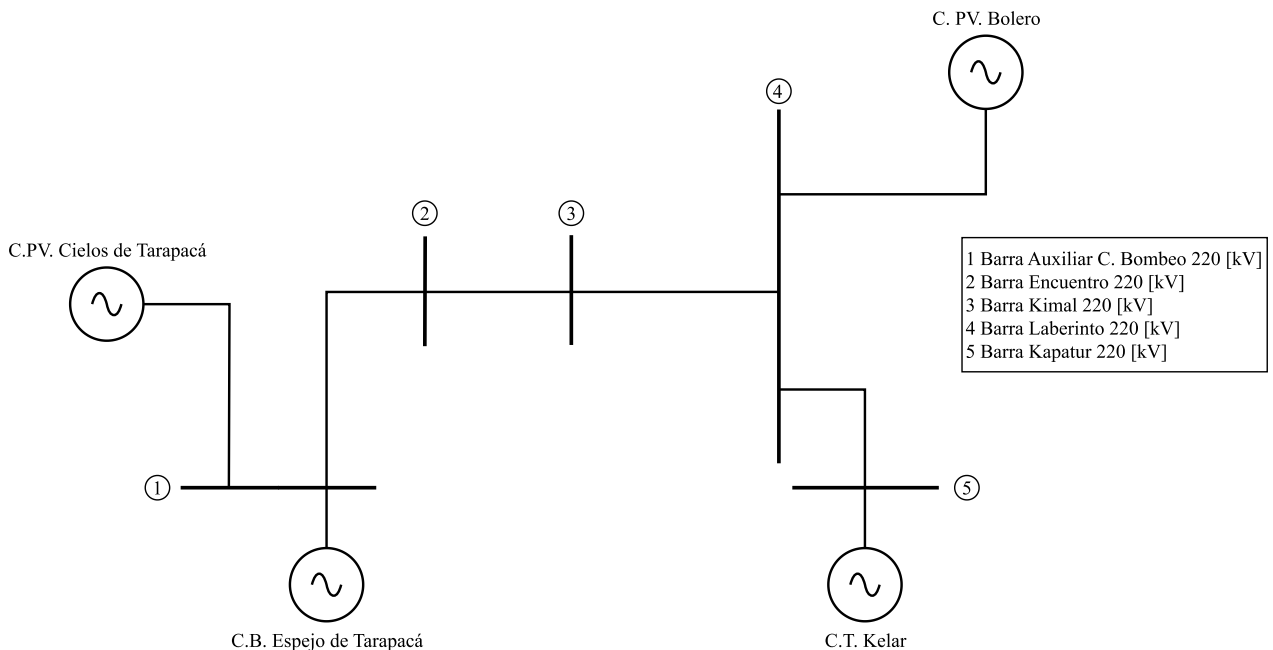 C. PV. Bolero
4
2
3
C.PV. Cielos de Tarapacá
1 Barra Auxiliar C. Bombeo 220 [kV]
2 Barra Encuentro 220 [kV]
3 Barra Kimal 220 [kV]
4 Barra Laberinto 220 [kV]
5 Barra Kapatur 220 [kV]
1
5
C.B. Espejo de Tarapacá
C.T. Kelar